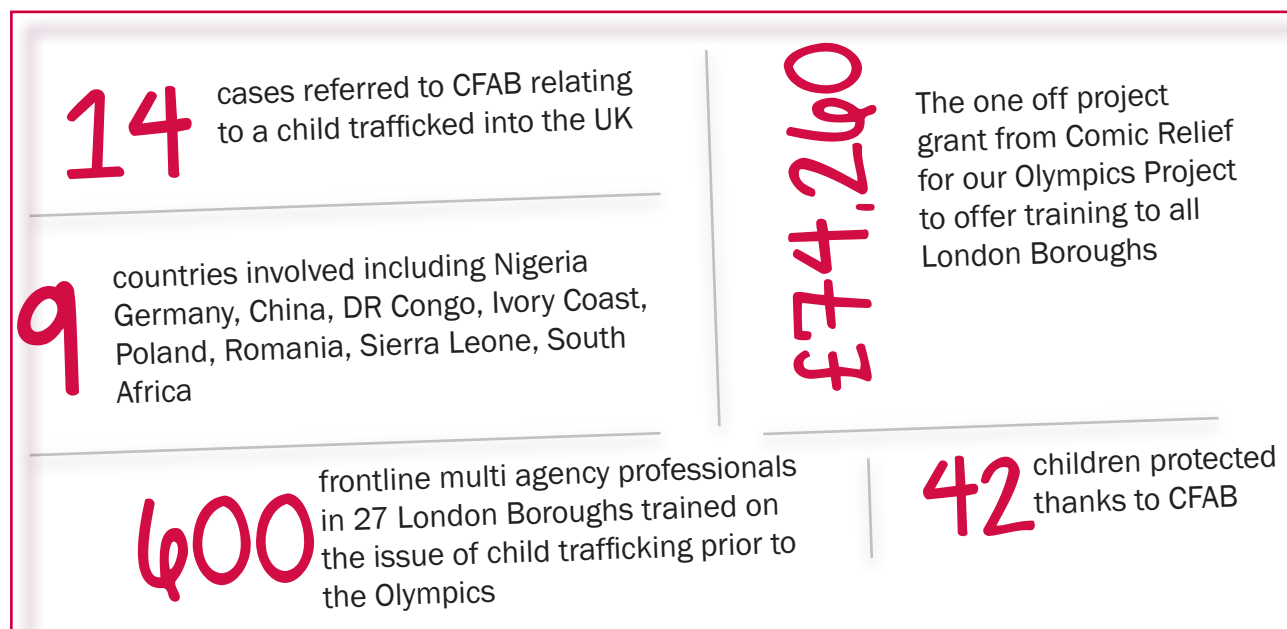 14
cases referred to CFAB relating
to a child trafficked into the UK
9
countries involved including Nigeria
Germany, China, DR Congo, Ivory Coast,
Poland, Romania, Sierra Leone, South
Africa
£74,260
The one off project
grant from Comic Relief
for our Olympics Project
to offer training to all
London Boroughs
600
frontline multi agency professionals
in 27 London Boroughs trained on
the issue of child trafficking prior to
the Olympics
42
children protected
thanks to CFAB